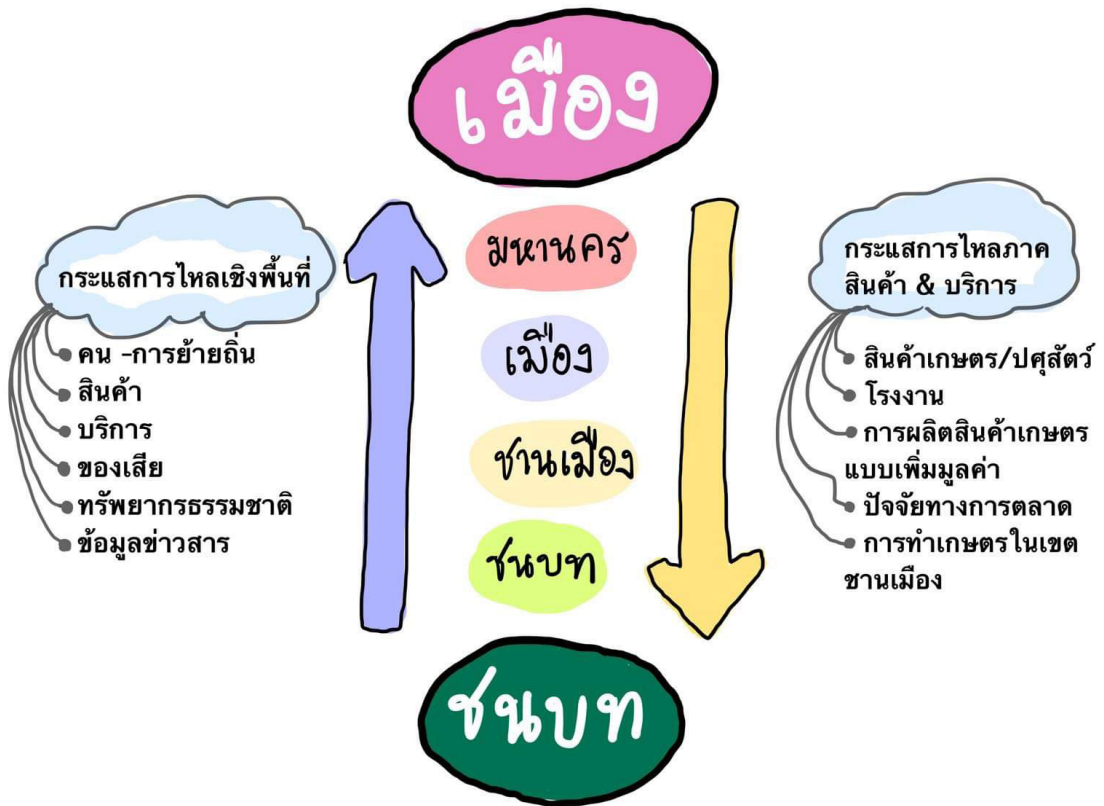 เมือง
มหานคร
เมือง
ชานเมือง
ชนบท
ชนบท
กระแสการไหลเชิงพื้นที่
คน -การย้ายถิ่น
สินค้า
บริการ
ของเสีย
ทรัพยากรธรรมชาติ
ข้อมูลข่าวสาร
กระแสการไหลภาค
สินค้า & บริการ
สินค้าเกษตร/ปศุสัตว์
โรงงาน
การผลิตสินค้าเกษตร
แบบเพิ่มมูลค่า
ปัจจัยทางการตลาด
การทำเกษตรในเขต
ชานเมือง